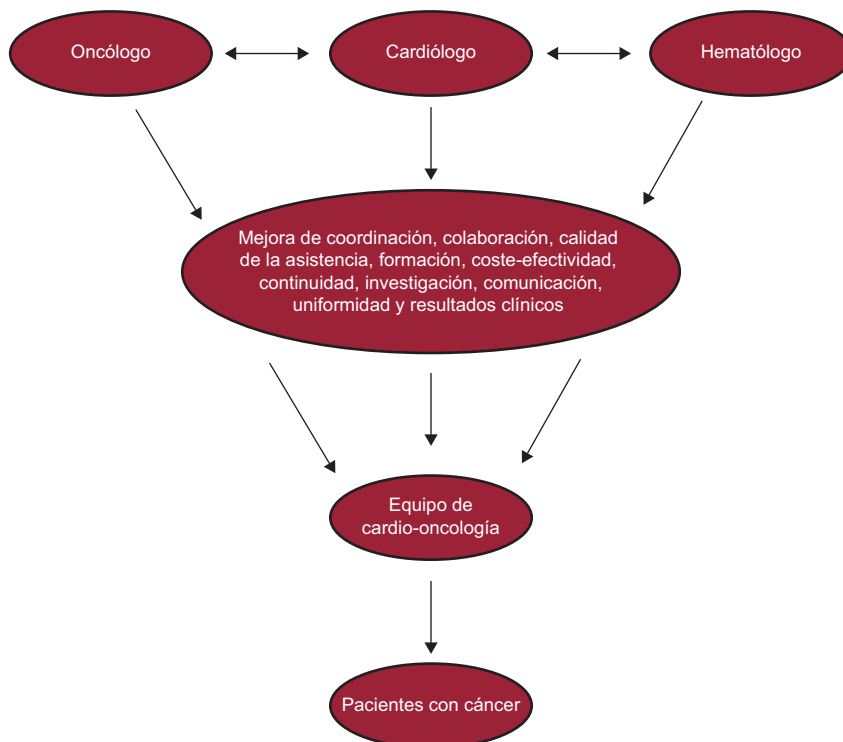 Oncólogo
Cardiólogo
Hematólogo
Mejora de coordinación, colaboración, calidad
de la asistencia, formación, coste-efectividad,
continuidad, investigación, comunicación,
uniformidad y resultados clínicos
Equipo de
cardio-oncología
Pacientes con cáncer